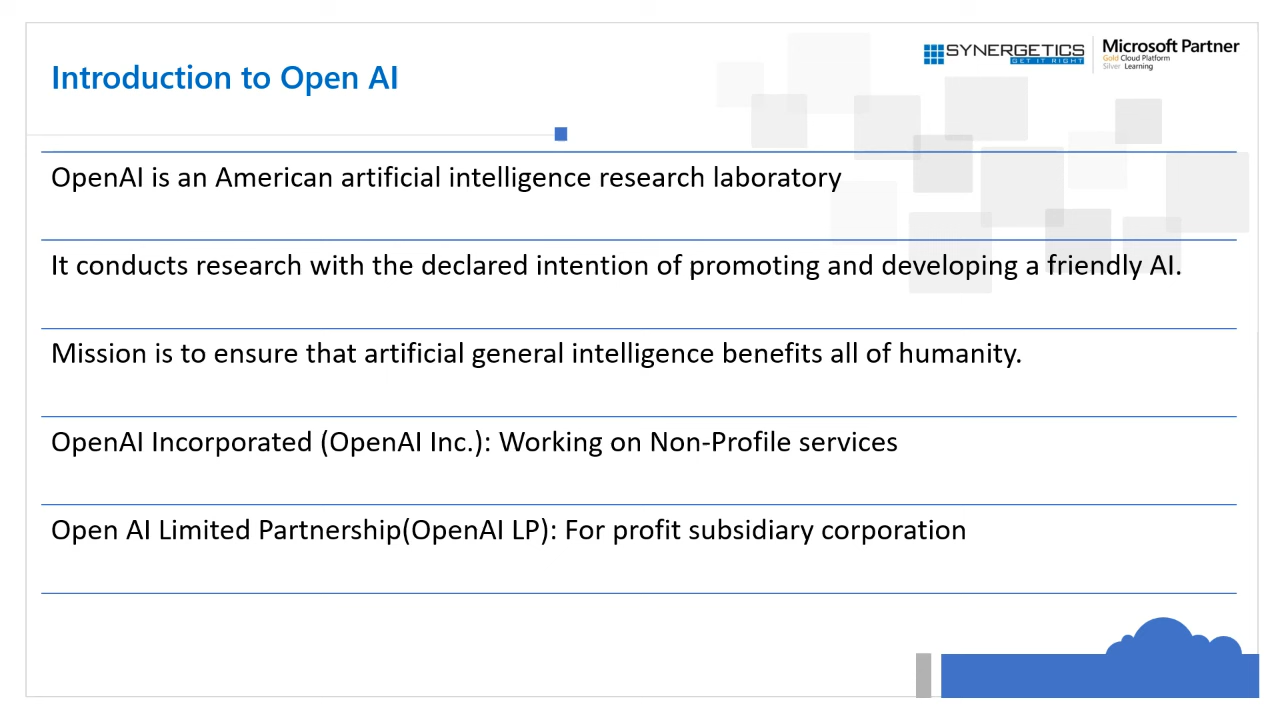 Introduction to Open AI
SYNERGETICS
GET IT RIGHT
Microsoft Partner
Gold Cloud Platform
Silver Learning
OpenAI is an American artificial intelligence research laboratory
It conducts research with the declared intention of promoting and developing a friendly AI.
Mission is to ensure that artificial general intelligence benefits all of humanity.
OpenAI Incorporated (OpenAI Inc.): Working on Non-Profile services
Open AI Limited Partnership(OpenAI LP): For profit subsidiary corporation